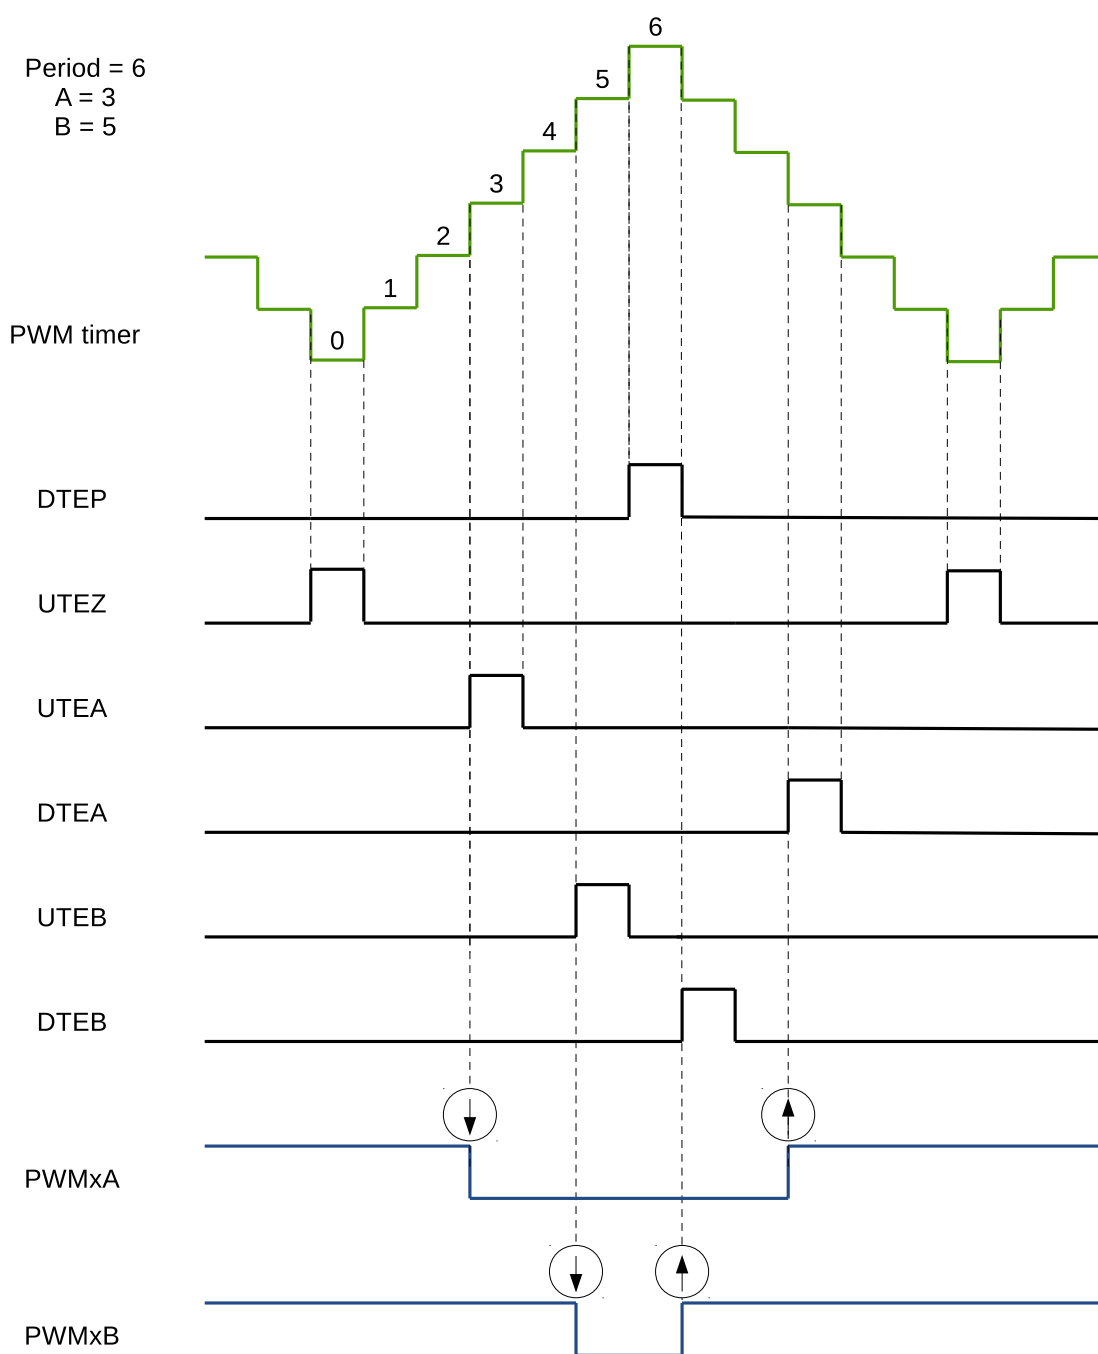 6
Period = 6
A = 3
B = 5
5
4
3
2
1
0
PWM timer
DTEP
UTEZ
UTEA
DTEA
UTEB
DTEB
PWMxA
PWMxB